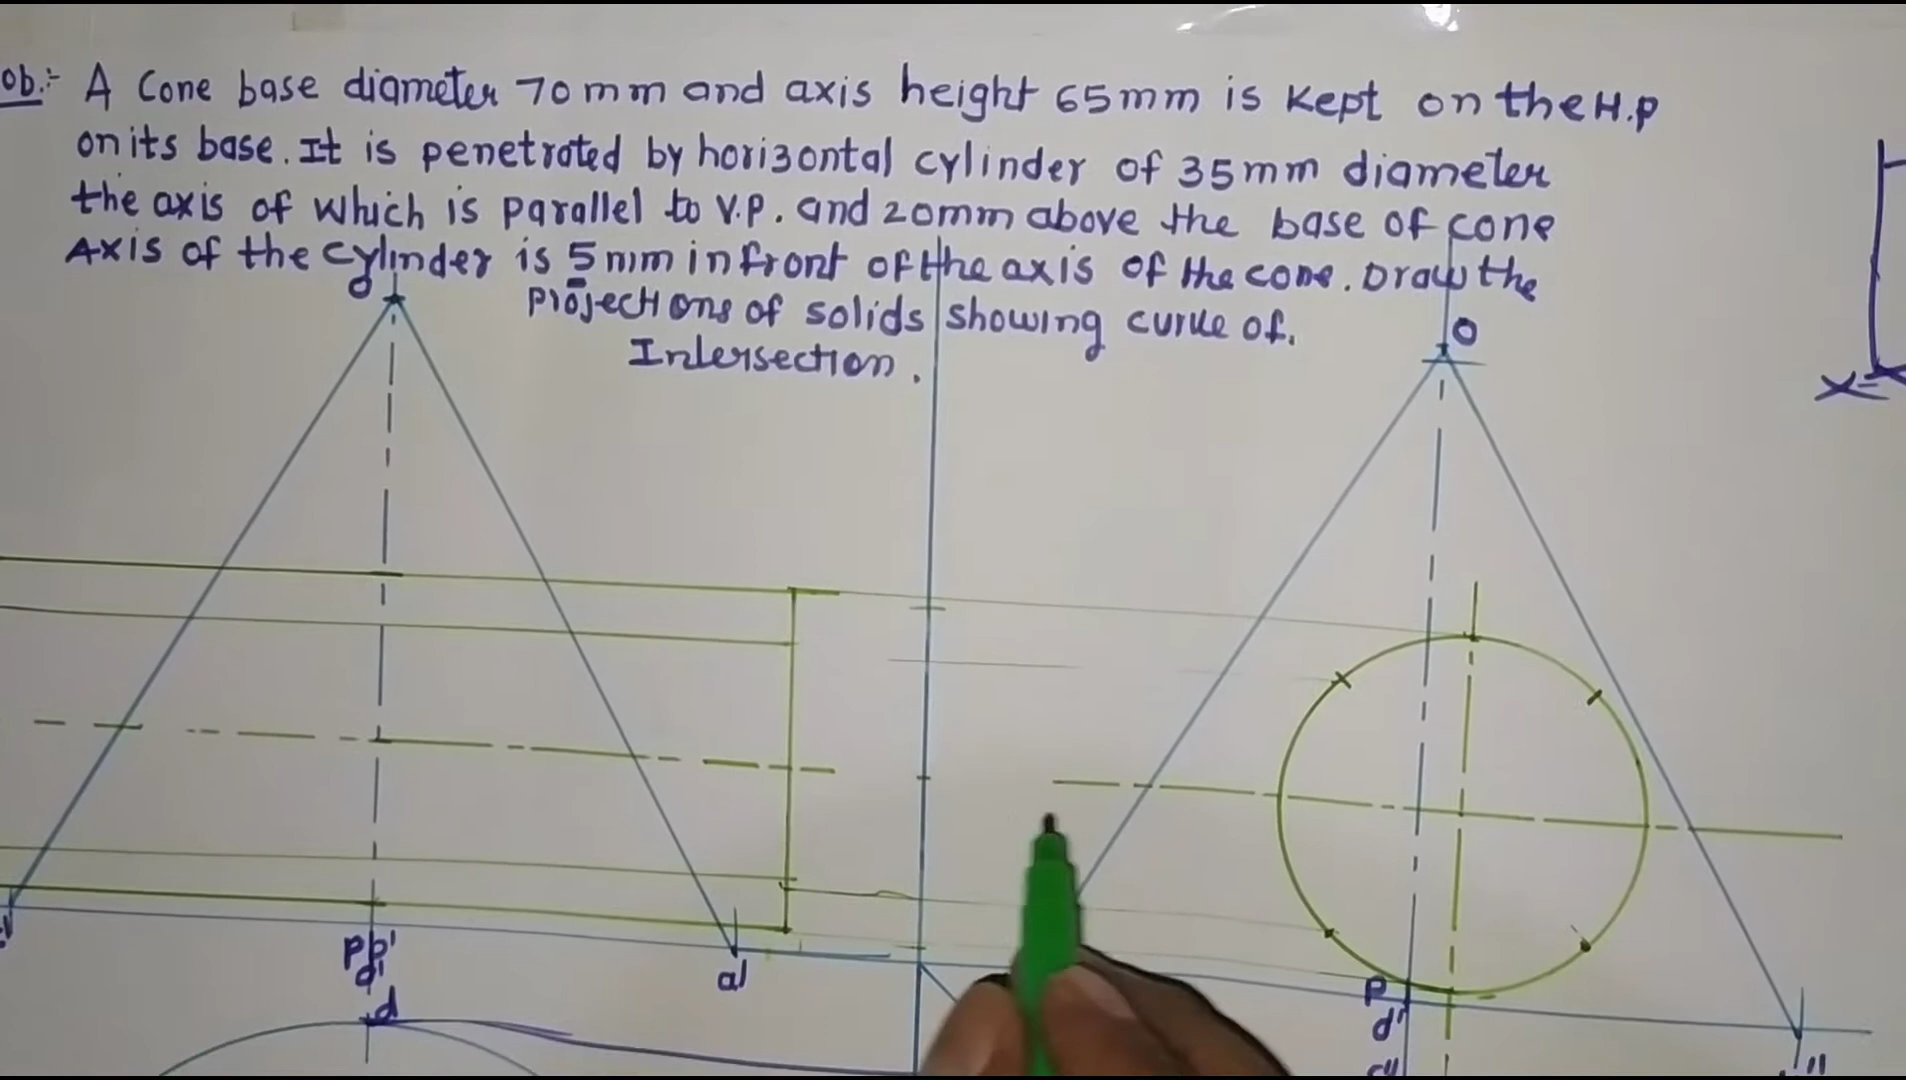 ob:- A Cone base diameter 70mm and axis height 65mm is kept on the H.P
on its base. It is penetrated by horizontal cylinder of 35mm diameter
the axis of which is parallel to V.P. and 20mm above the base of cone
Axis of the cylinder is 5mm infront of the axis of the cone. Draw the
projections of solids showing curve of.
Intersection.
o'
O
X
P b'
d'
a'
d
P
d'
c"
"